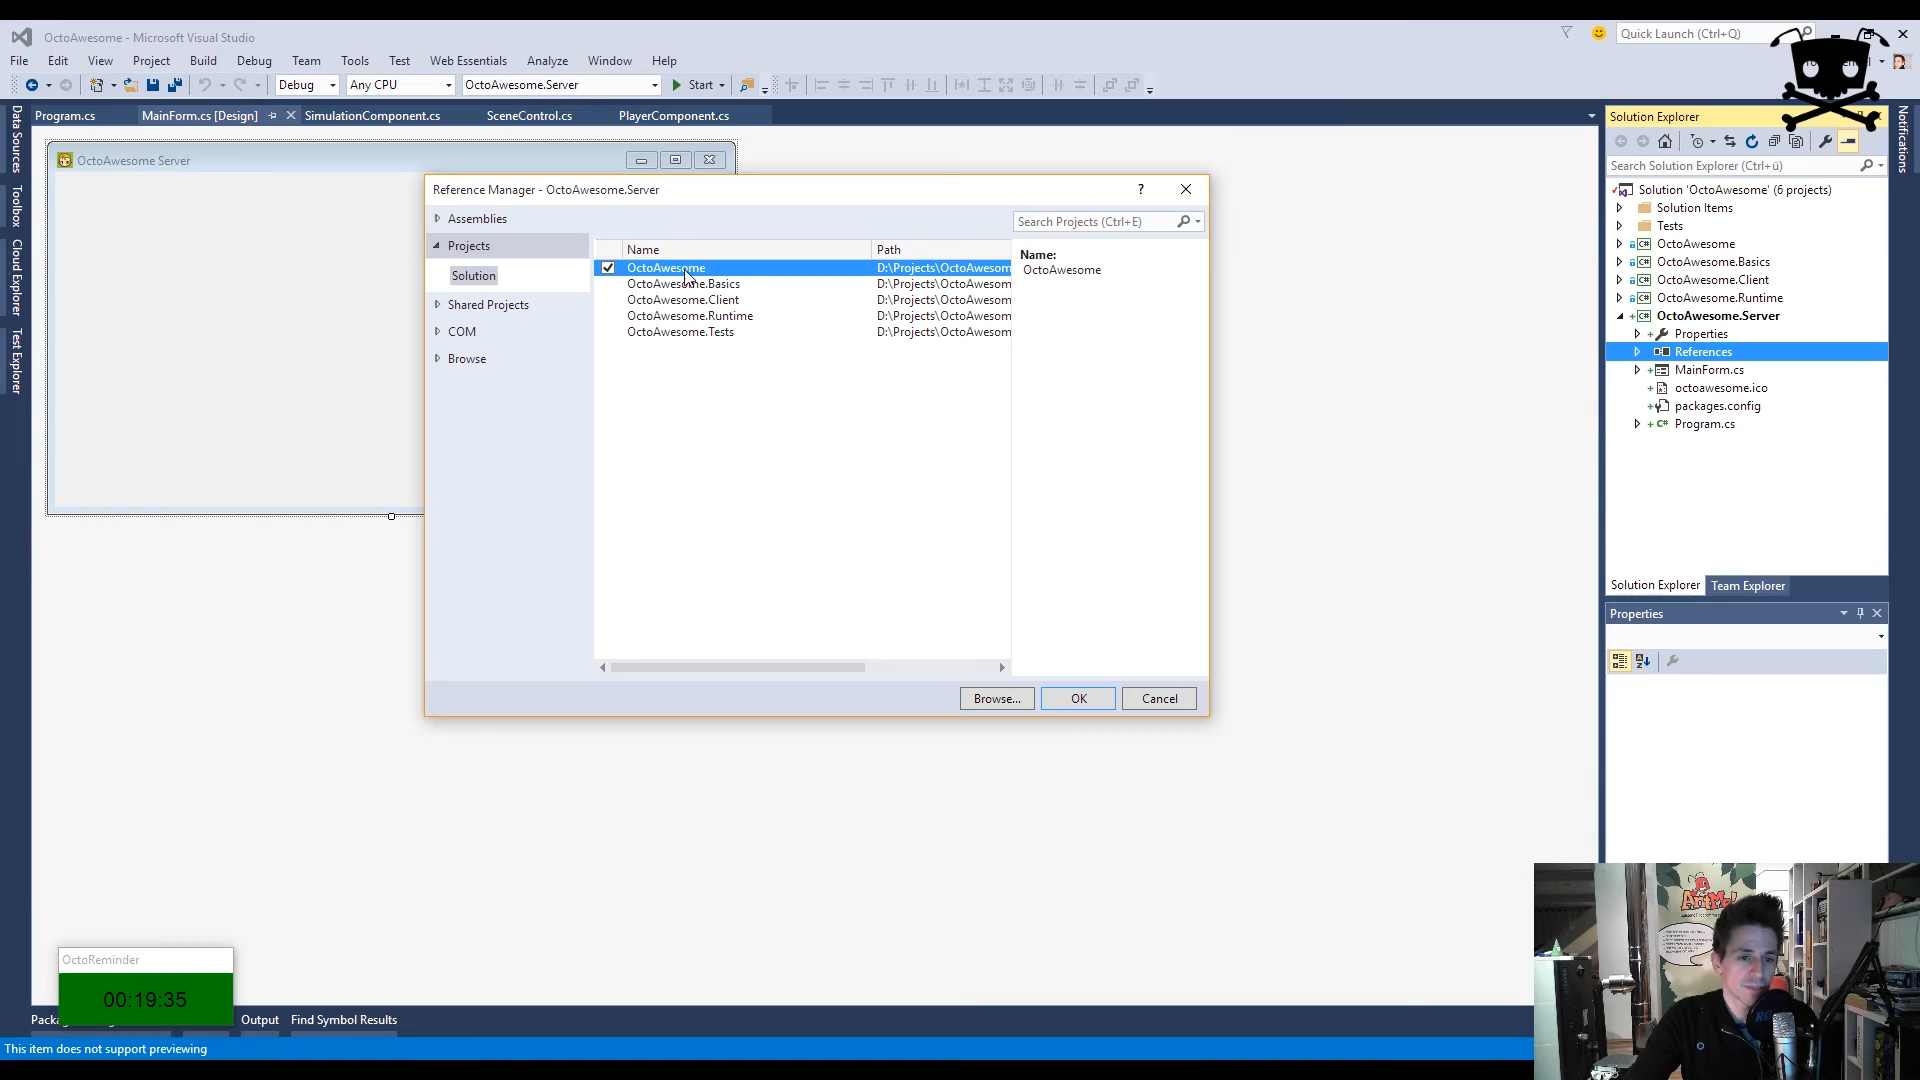 OctoAwesome - Microsoft Visual Studio
Quick Launch (Ctrl+Q)
File Edit View Project Build Debug Team Tools Test Web Essentials Analyze Window Help
Debug Any CPU OctoAwesome.Server Start
Program.cs MainForm.cs [Design] SimulationComponent.cs SceneControl.cs PlayerComponent.cs
Data Sources
Toolbox
Cloud Explorer
Test Explorer
OctoAwesome Server
Reference Manager - OctoAwesome.Server
?
Assemblies
Projects
Solution
Shared Projects
COM
Browse
Search Projects (Ctrl+E)
Name Path
OctoAwesome D:\Projects\OctoAwesom
OctoAwesome.Basics D:\Projects\OctoAwesom
OctoAwesome.Client D:\Projects\OctoAwesom
OctoAwesome.Runtime D:\Projects\OctoAwesom
OctoAwesome.Tests D:\Projects\OctoAwesom
Name:
OctoAwesome
Browse... OK Cancel
Solution Explorer
Search Solution Explorer (Ctrl+ü)
Solution 'OctoAwesome' (6 projects)
Solution Items
Tests
OctoAwesome
OctoAwesome.Basics
OctoAwesome.Client
OctoAwesome.Runtime
OctoAwesome.Server
Properties
References
MainForm.cs
octoawesome.ico
packages.config
Program.cs
Solution Explorer Team Explorer
Properties
Notifications
OctoReminder
00:19:35
Output Find Symbol Results
This item does not support previewing